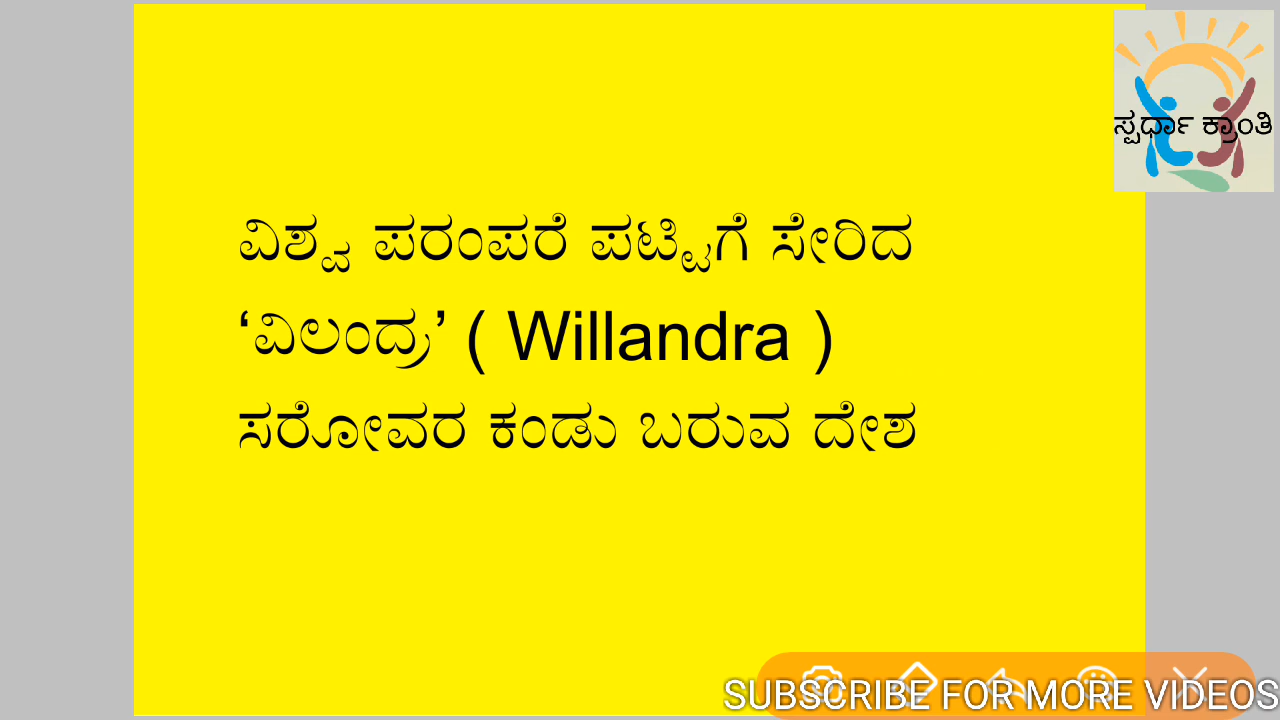 ಸ್ಪರ್ಧಾ ಕ್ರಾಂತಿ
ವಿಶ್ವ ಪರಂಪರೆ ಪಟ್ಟಿಗೆ ಸೇರಿದ
‘ವಿಲಂದ್ರ’ ( Willandra )
ಸರೋವರ ಕಂಡು ಬರುವ ದೇಶ
SUBSCRIBE FOR MORE VIDEOS